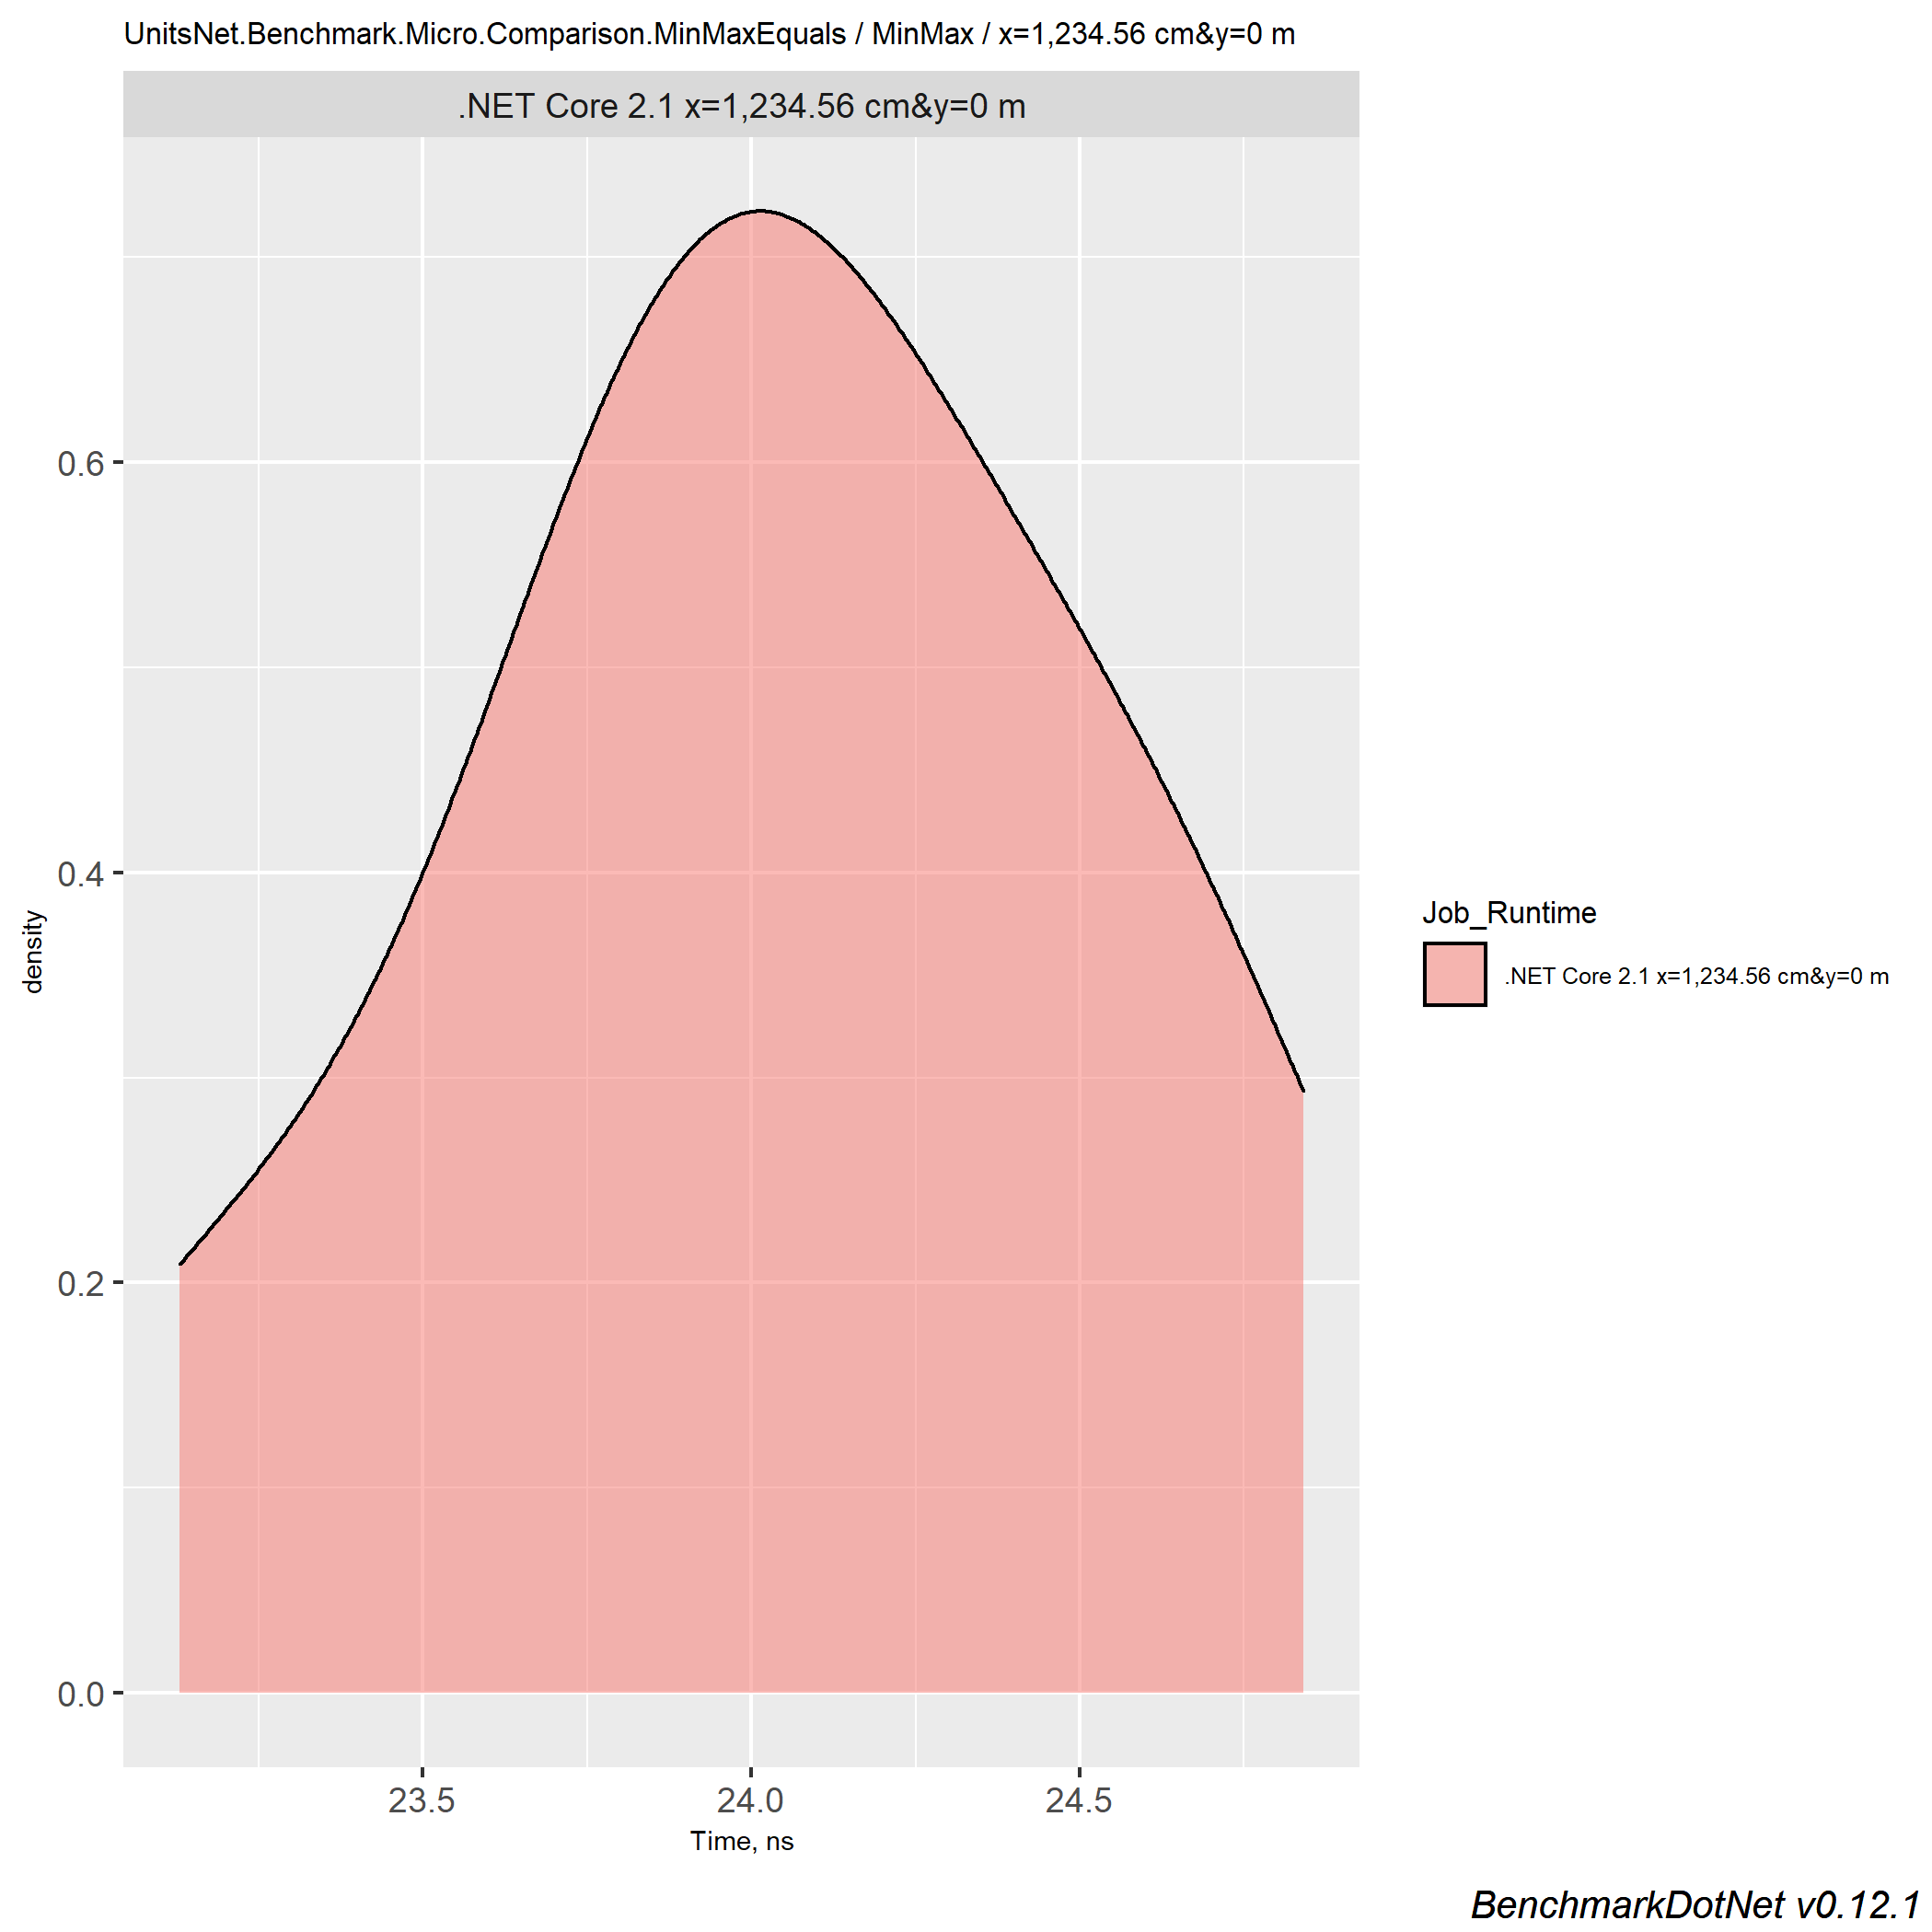 UnitsNet.Benchmark.Micro.Comparison.MinMaxEquals / MinMax / x=1,234.56 cm&y=0 m
.NET Core 2.1 x=1,234.56 cm&y=0 m
0.6
0.4
0.2
0.0
density
23.5 24.0 24.5
Time, ns
Job_Runtime
.NET Core 2.1 x=1,234.56 cm&y=0 m
BenchmarkDotNet v0.12.1